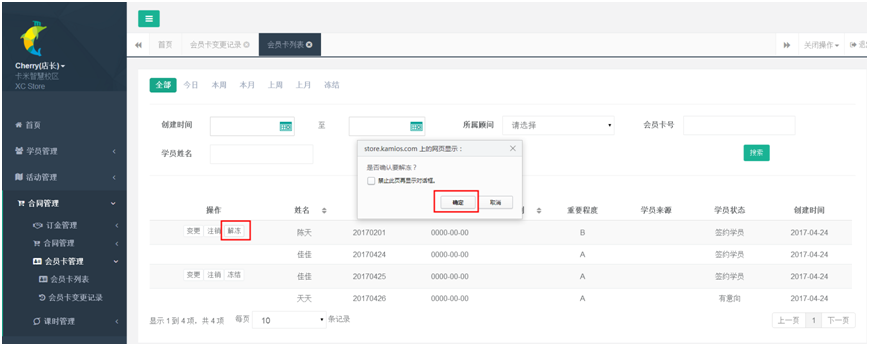 Cherry(店长)
卡米智慧校区
XC Store
首页
学员管理
活动管理
合同管理
订金管理
合同管理
会员卡管理
会员卡列表
会员卡变更记录
课时管理
首页 会员卡变更记录 会员卡列表 关闭操作
全部 今日 本周 本月 上周 上月 冻结
创建时间 至 所属顾问 请选择 会员卡号
学员姓名 搜索
store.kamlos.com 上的网页显示：
是否确认要解冻？
禁止此页再显示对话框。
确定 取消
操作 姓名 重要程度 学员来源 学员状态 创建时间
变更 注销 解冻 陈天 20170201 0000-00-00 B 签约学员 2017-04-24
佳佳 20170424 0000-00-00 A 签约学员 2017-04-24
变更 注销 冻结 佳佳 20170425 0000-00-00 A 签约学员 2017-04-24
天天 20170426 0000-00-00 A 有意向 2017-04-24
显示 1 到 4 项，共 4 项 每页 10 条记录 上一页 1 下一页